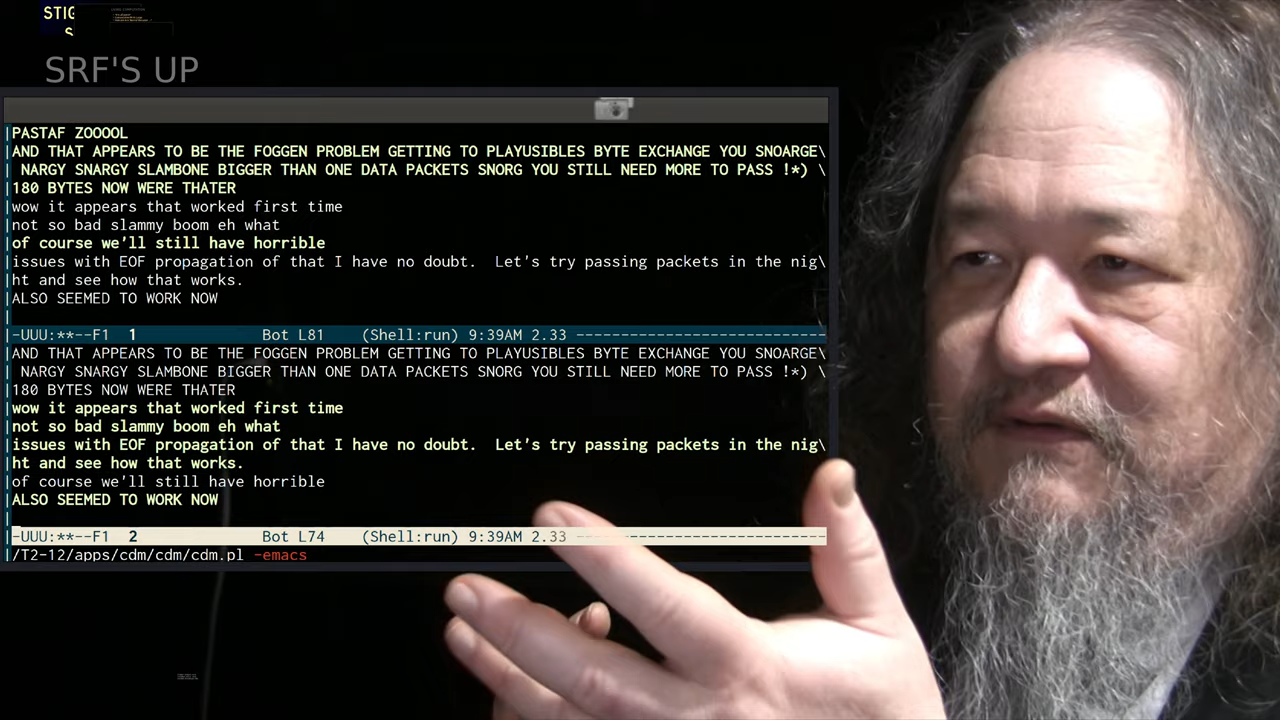 STIG
S
SRF'S UP
|PASTAF ZOOOOL
|AND THAT APPEARS TO BE THE FOGGEN PROBLEM GETTING TO PLAYUSIBLES BYTE EXCHANGE YOU SNOARGE\
| NARGY SNARGY SLAMBONE BIGGER THAN ONE DATA PACKETS SNORG YOU STILL NEED MORE TO PASS !*) \
|180 BYTES NOW WERE THATER
|wow it appears that worked first time
|not so bad slammy boom eh what
|of course we'll still have horrible
|issues with EOF propagation of that I have no doubt.  Let's try passing packets in the nig\
|ht and see how that works.
|ALSO SEEMED TO WORK NOW
|
|-UUU:**--F1  1              Bot L81    (Shell:run) 9:39AM 2.33 ----------------------------
|AND THAT APPEARS TO BE THE FOGGEN PROBLEM GETTING TO PLAYUSIBLES BYTE EXCHANGE YOU SNOARGE\
| NARGY SNARGY SLAMBONE BIGGER THAN ONE DATA PACKETS SNORG YOU STILL NEED MORE TO PASS !*) \
|180 BYTES NOW WERE THATER
|wow it appears that worked first time
|not so bad slammy boom eh what
|issues with EOF propagation of that I have no doubt.  Let's try passing packets in the nig\
|ht and see how that works.
|of course we'll still have horrible
|ALSO SEEMED TO WORK NOW
|
|-UUU:**--F1  2              Bot L74    (Shell:run) 9:39AM 2.33 ----------------------------
|/T2-12/apps/cdm/cdm/cdm.pl -emacs